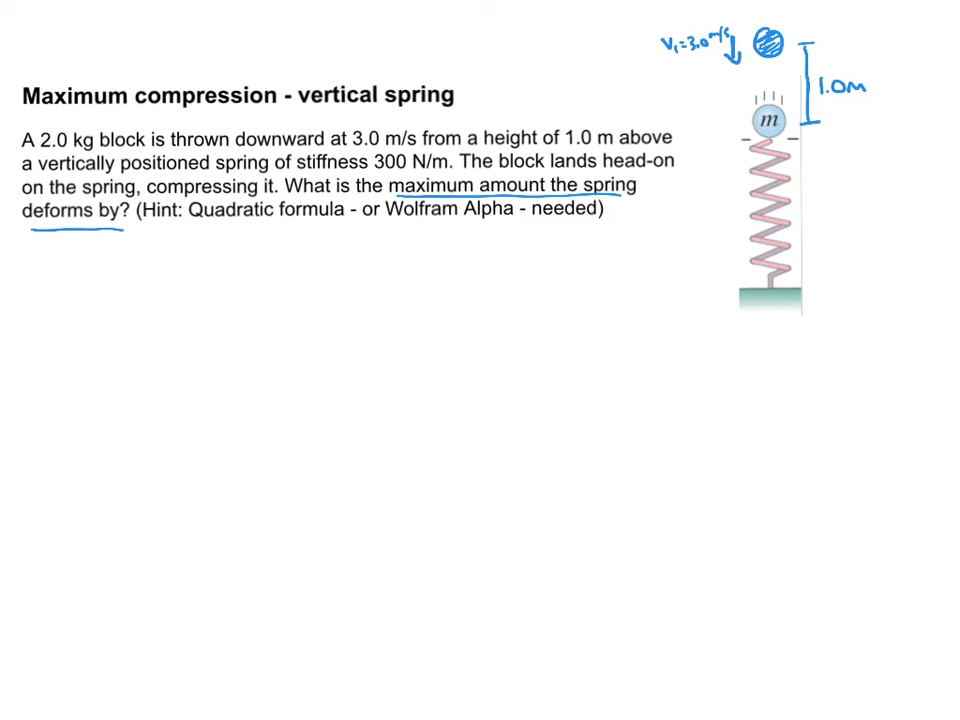 V₁=3.0 m/s
1.0m
Maximum compression - vertical spring
m
A 2.0 kg block is thrown downward at 3.0 m/s from a height of 1.0 m above
a vertically positioned spring of stiffness 300 N/m. The block lands head-on
on the spring, compressing it. What is the maximum amount the spring
deforms by? (Hint: Quadratic formula - or Wolfram Alpha - needed)